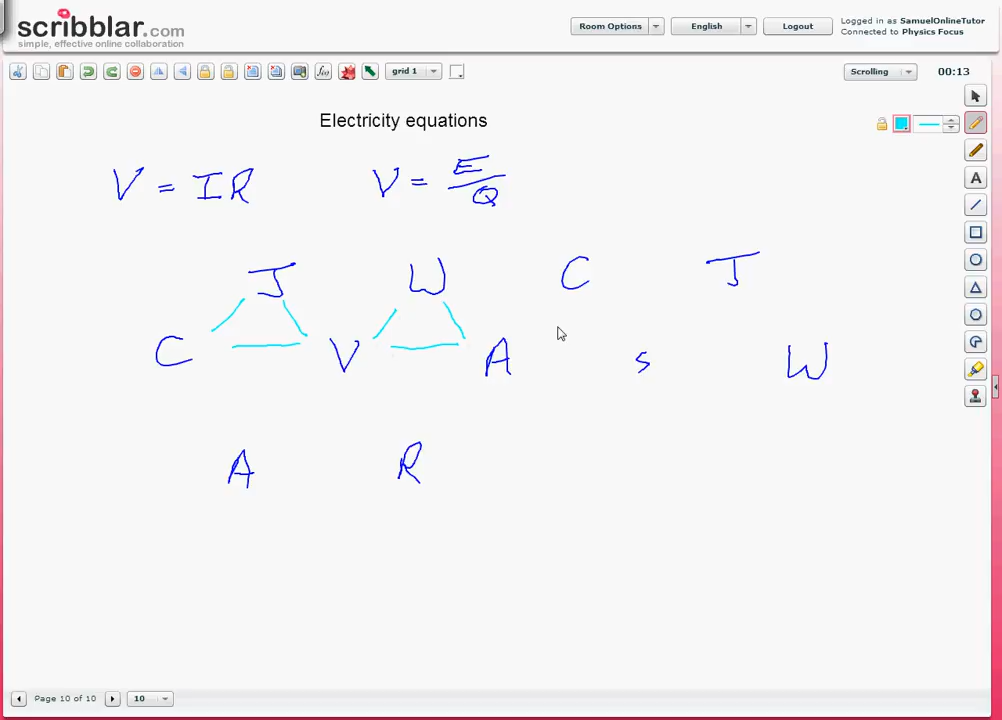 scribblar.com
simple, effective online collaboration
Room Options English Logout
Logged in as SamuelOnlineTutor
Connected to Physics Focus
f(x) grid 1 Scrolling 00:13
A
Electricity equations
V = IR V = E/Q
J W C J
C V A s W
A R
Page 10 of 10 10